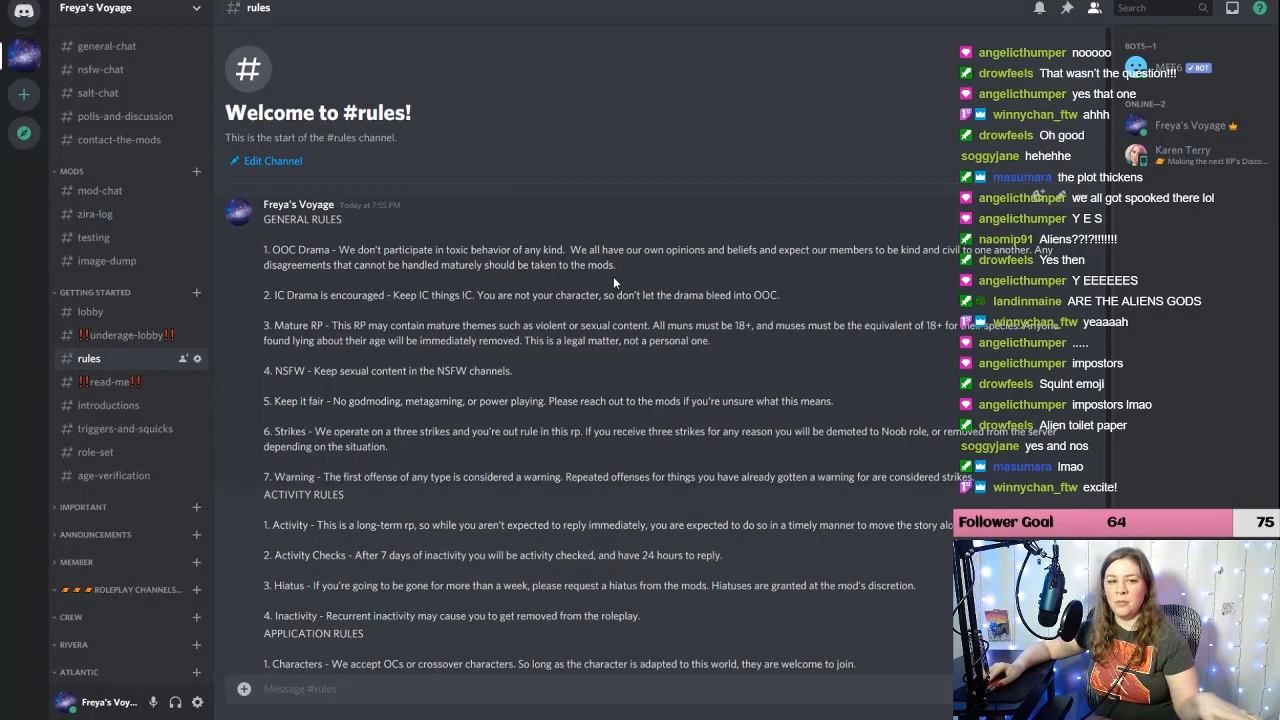 Freya's Voyage
general-chat
nsfw-chat
salt-chat
polls-and-discussion
contact-the-mods
MODS
mod-chat
zira-log
testing
image-dump
GETTING STARTED
lobby
‼️underage-lobby‼️
rules
‼️read-me‼️
introductions
triggers-and-squicks
role-set
age-verification
IMPORTANT
ANNOUNCEMENTS
MEMBER
ROLEPLAY CHANNELS...
CREW
RIVERA
ATLANTIC
Freya's Voy...
# rules
Search
#
Welcome to #rules!
This is the start of the #rules channel.
Edit Channel
Freya's Voyage Today at 7:55 PM
GENERAL RULES
1. OOC Drama - We don't participate in toxic behavior of any kind. We all have our own opinions and beliefs and expect our members to be kind and civil to one another. Any
disagreements that cannot be handled maturely should be taken to the mods.
2. IC Drama is encouraged - Keep IC things IC. You are not your character, so don't let the drama bleed into OOC.
3. Mature RP - This RP may contain mature themes such as violent or sexual content. All muns must be 18+, and muses must be the equivalent of 18+ for their species. Anyone
found lying about their age will be immediately removed. This is a legal matter, not a personal one.
4. NSFW - Keep sexual content in the NSFW channels.
5. Keep it fair - No godmoding, metagaming, or power playing. Please reach out to the mods if you're unsure what this means.
6. Strikes - We operate on a three strikes and you're out rule in this rp. If you receive three strikes for any reason you will be demoted to Noob role, or removed from the server
depending on the situation.
7. Warning - The first offense of any type is considered a warning. Repeated offenses for things you have already gotten a warning for are considered strikes.
ACTIVITY RULES
1. Activity - This is a long-term rp, so while you aren't expected to reply immediately, you are expected to do so in a timely manner to move the story alo
2. Activity Checks - After 7 days of inactivity you will be activity checked, and have 24 hours to reply.
3. Hiatus - If you're going to be gone for more than a week, please request a hiatus from the mods. Hiatuses are granted at the mod's discretion.
4. Inactivity - Recurrent inactivity may cause you to get removed from the roleplay.
APPLICATION RULES
1. Characters - We accept OCs or crossover characters. So long as the character is adapted to this world, they are welcome to join.
Message #rules
BOTS—1
MEE6 BOT
ONLINE—2
Freya's Voyage
Karen Terry
Making the next RP's Disco...
angelicthumper nooooo
drowfeels That wasn't the question!!!
angelicthumper yes that one
1ST winnychan_ftw ahhh
drowfeels Oh good
soggyjane hehehhe
masumara the plot thickens
angelicthumper we all got spooked there lol
angelicthumper Y E S
naomip91 Aliens??!?!!!!!!!
drowfeels Yes then
angelicthumper Y EEEEEES
landinmaine ARE THE ALIENS GODS
1ST winnychan_ftw yeaaaah
angelicthumper .....
angelicthumper impostors
drowfeels Squint emoji
angelicthumper impostors lmao
drowfeels Alien toilet paper
soggyjane yes and nos
masumara lmao
1ST winnychan_ftw excite!
Follower Goal 64 75